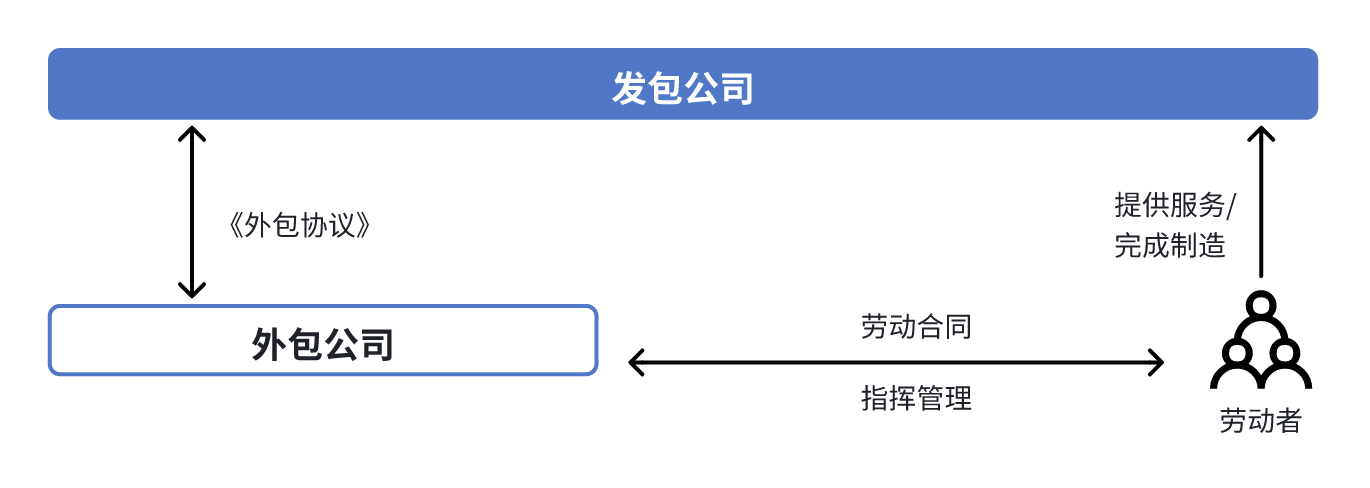 发包公司
《外包协议》
提供服务/
完成制造
外包公司
劳动合同
指挥管理
劳动者